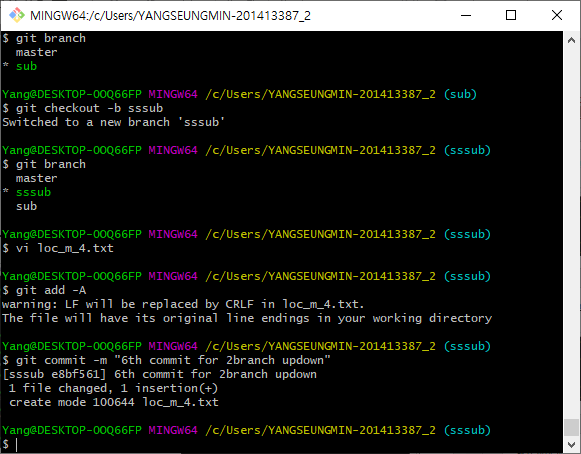 MINGW64:/c/Users/YANGSEUNGMIN-201413387_2
$ git branch
  master
* sub
Yang@DESKTOP-OOQ66FP MINGW64 /c/Users/YANGSEUNGMIN-201413387_2 (sub)
$ git checkout -b sssub
Switched to a new branch 'sssub'
Yang@DESKTOP-OOQ66FP MINGW64 /c/Users/YANGSEUNGMIN-201413387_2 (sssub)
$ git branch
  master
* sssub
  sub
Yang@DESKTOP-OOQ66FP MINGW64 /c/Users/YANGSEUNGMIN-201413387_2 (sssub)
$ vi loc_m_4.txt
Yang@DESKTOP-OOQ66FP MINGW64 /c/Users/YANGSEUNGMIN-201413387_2 (sssub)
$ git add -A
warning: LF will be replaced by CRLF in loc_m_4.txt.
The file will have its original line endings in your working directory
Yang@DESKTOP-OOQ66FP MINGW64 /c/Users/YANGSEUNGMIN-201413387_2 (sssub)
$ git commit -m "6th commit for 2branch updown"
[sssub e8bf561] 6th commit for 2branch updown
 1 file changed, 1 insertion(+)
 create mode 100644 loc_m_4.txt
Yang@DESKTOP-OOQ66FP MINGW64 /c/Users/YANGSEUNGMIN-201413387_2 (sssub)
$